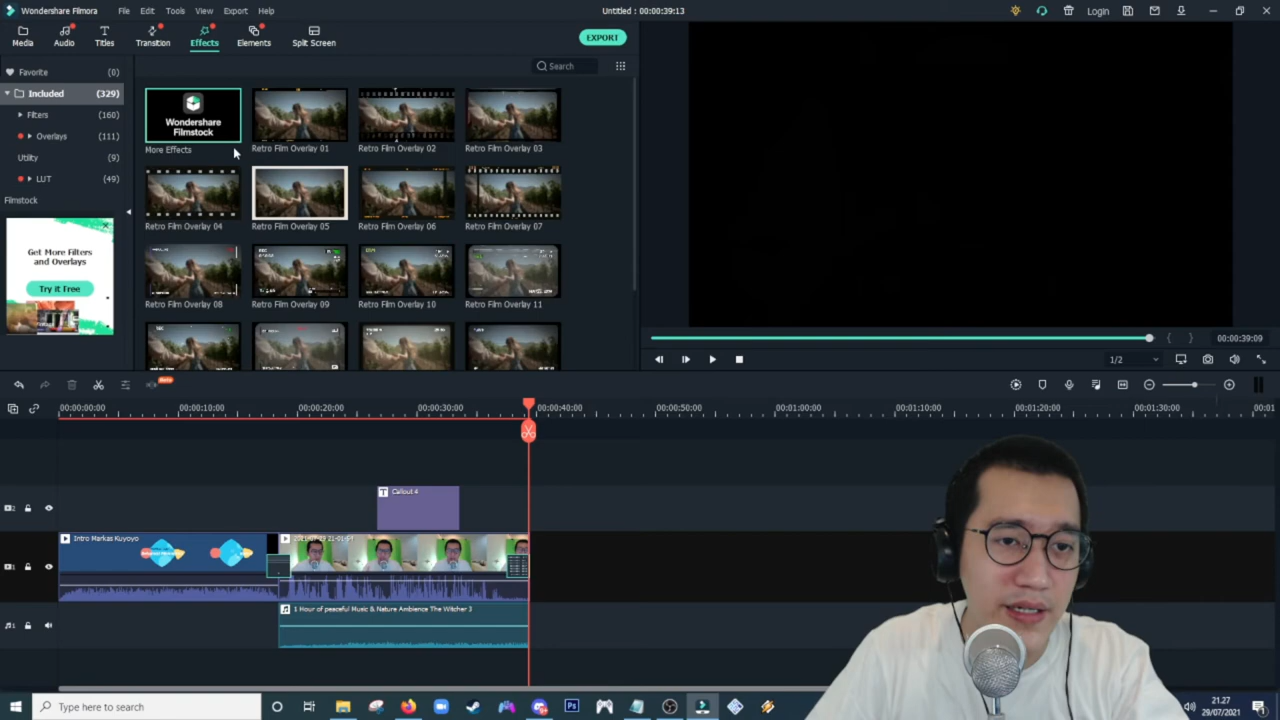 Wondershare Filmora
File
Edit
Tools
View
Export
Help
Untitled : 00:00:39:13
Login
Media
Audio
Titles
Transition
Effects
Elements
Split Screen
EXPORT
Favorite (0)
Included (329)
Filters (160)
Overlays (111)
Utility (9)
LUT (49)
Filmstock
Get More Filters
and Overlays
Try it Free
Search
Wondershare
Filmstock
More Effects
Retro Film Overlay 01
Retro Film Overlay 02
Retro Film Overlay 03
Retro Film Overlay 04
Retro Film Overlay 05
Retro Film Overlay 06
Retro Film Overlay 07
Retro Film Overlay 08
Retro Film Overlay 09
Retro Film Overlay 10
Retro Film Overlay 11
00:00:39:09
1/2
00:00:00:00
00:00:10:00
00:00:20:00
00:00:30:00
00:00:40:00
00:00:50:00
00:01:00:00
00:01:10:00
00:01:20:00
00:01:30:00
00:01
Callout 4
Intro Markas Kuyoyo
2021-07-29 21-01-54
1 Hour of peaceful Music & Nature Ambience The Witcher 3
Type here to search
21.27
29/07/2021